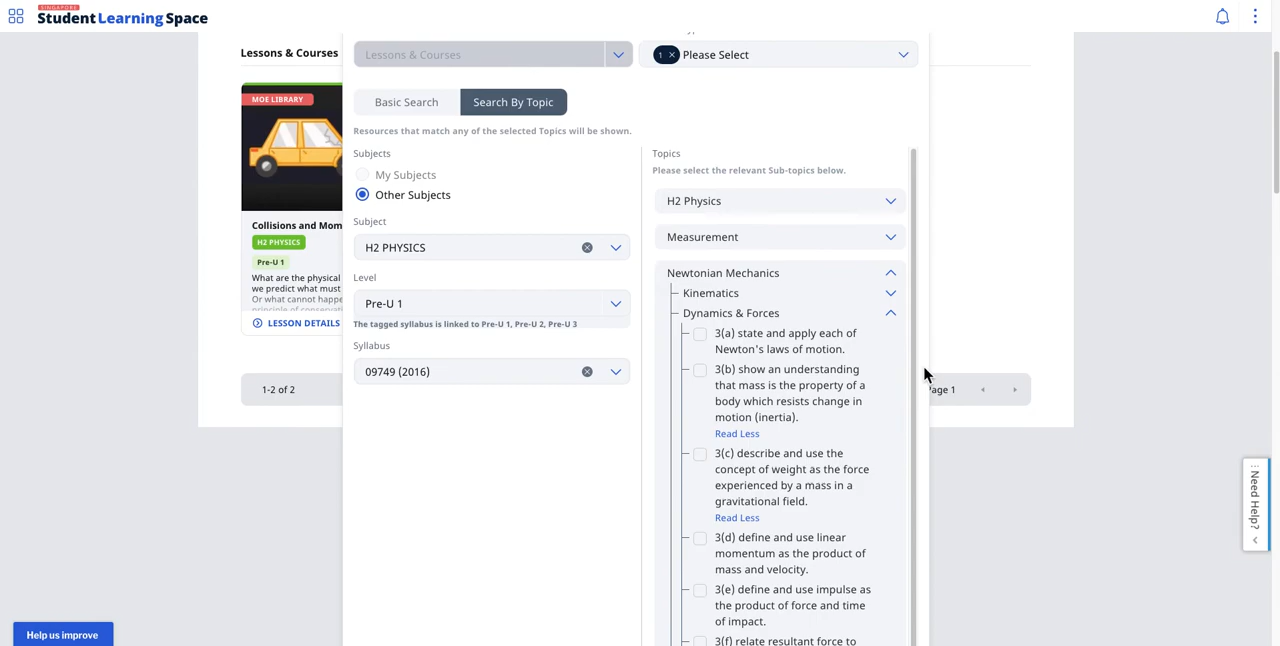 SINGAPORE
Student Learning Space
Lessons & Courses
MOE LIBRARY
Collisions and Mom
H2 PHYSICS
Pre-U 1
What are the physical
we predict what must
Or what cannot happe
principle of conservati
LESSON DETAILS
1-2 of 2
Lessons & Courses
1 × Please Select
Basic Search
Search By Topic
Resources that match any of the selected Topics will be shown.
Subjects
My Subjects
Other Subjects
Subject
H2 PHYSICS
Level
Pre-U 1
The tagged syllabus is linked to Pre-U 1, Pre-U 2, Pre-U 3
Syllabus
09749 (2016)
Topics
Please select the relevant Sub-topics below.
H2 Physics
Measurement
Newtonian Mechanics
Kinematics
Dynamics & Forces
3(a) state and apply each of
Newton's laws of motion.
3(b) show an understanding
that mass is the property of a
body which resists change in
motion (inertia).
Read Less
3(c) describe and use the
concept of weight as the force
experienced by a mass in a
gravitational field.
Read Less
3(d) define and use linear
momentum as the product of
mass and velocity.
3(e) define and use impulse as
the product of force and time
of impact.
3(f) relate resultant force to
Page 1
Need Help?
Help us improve